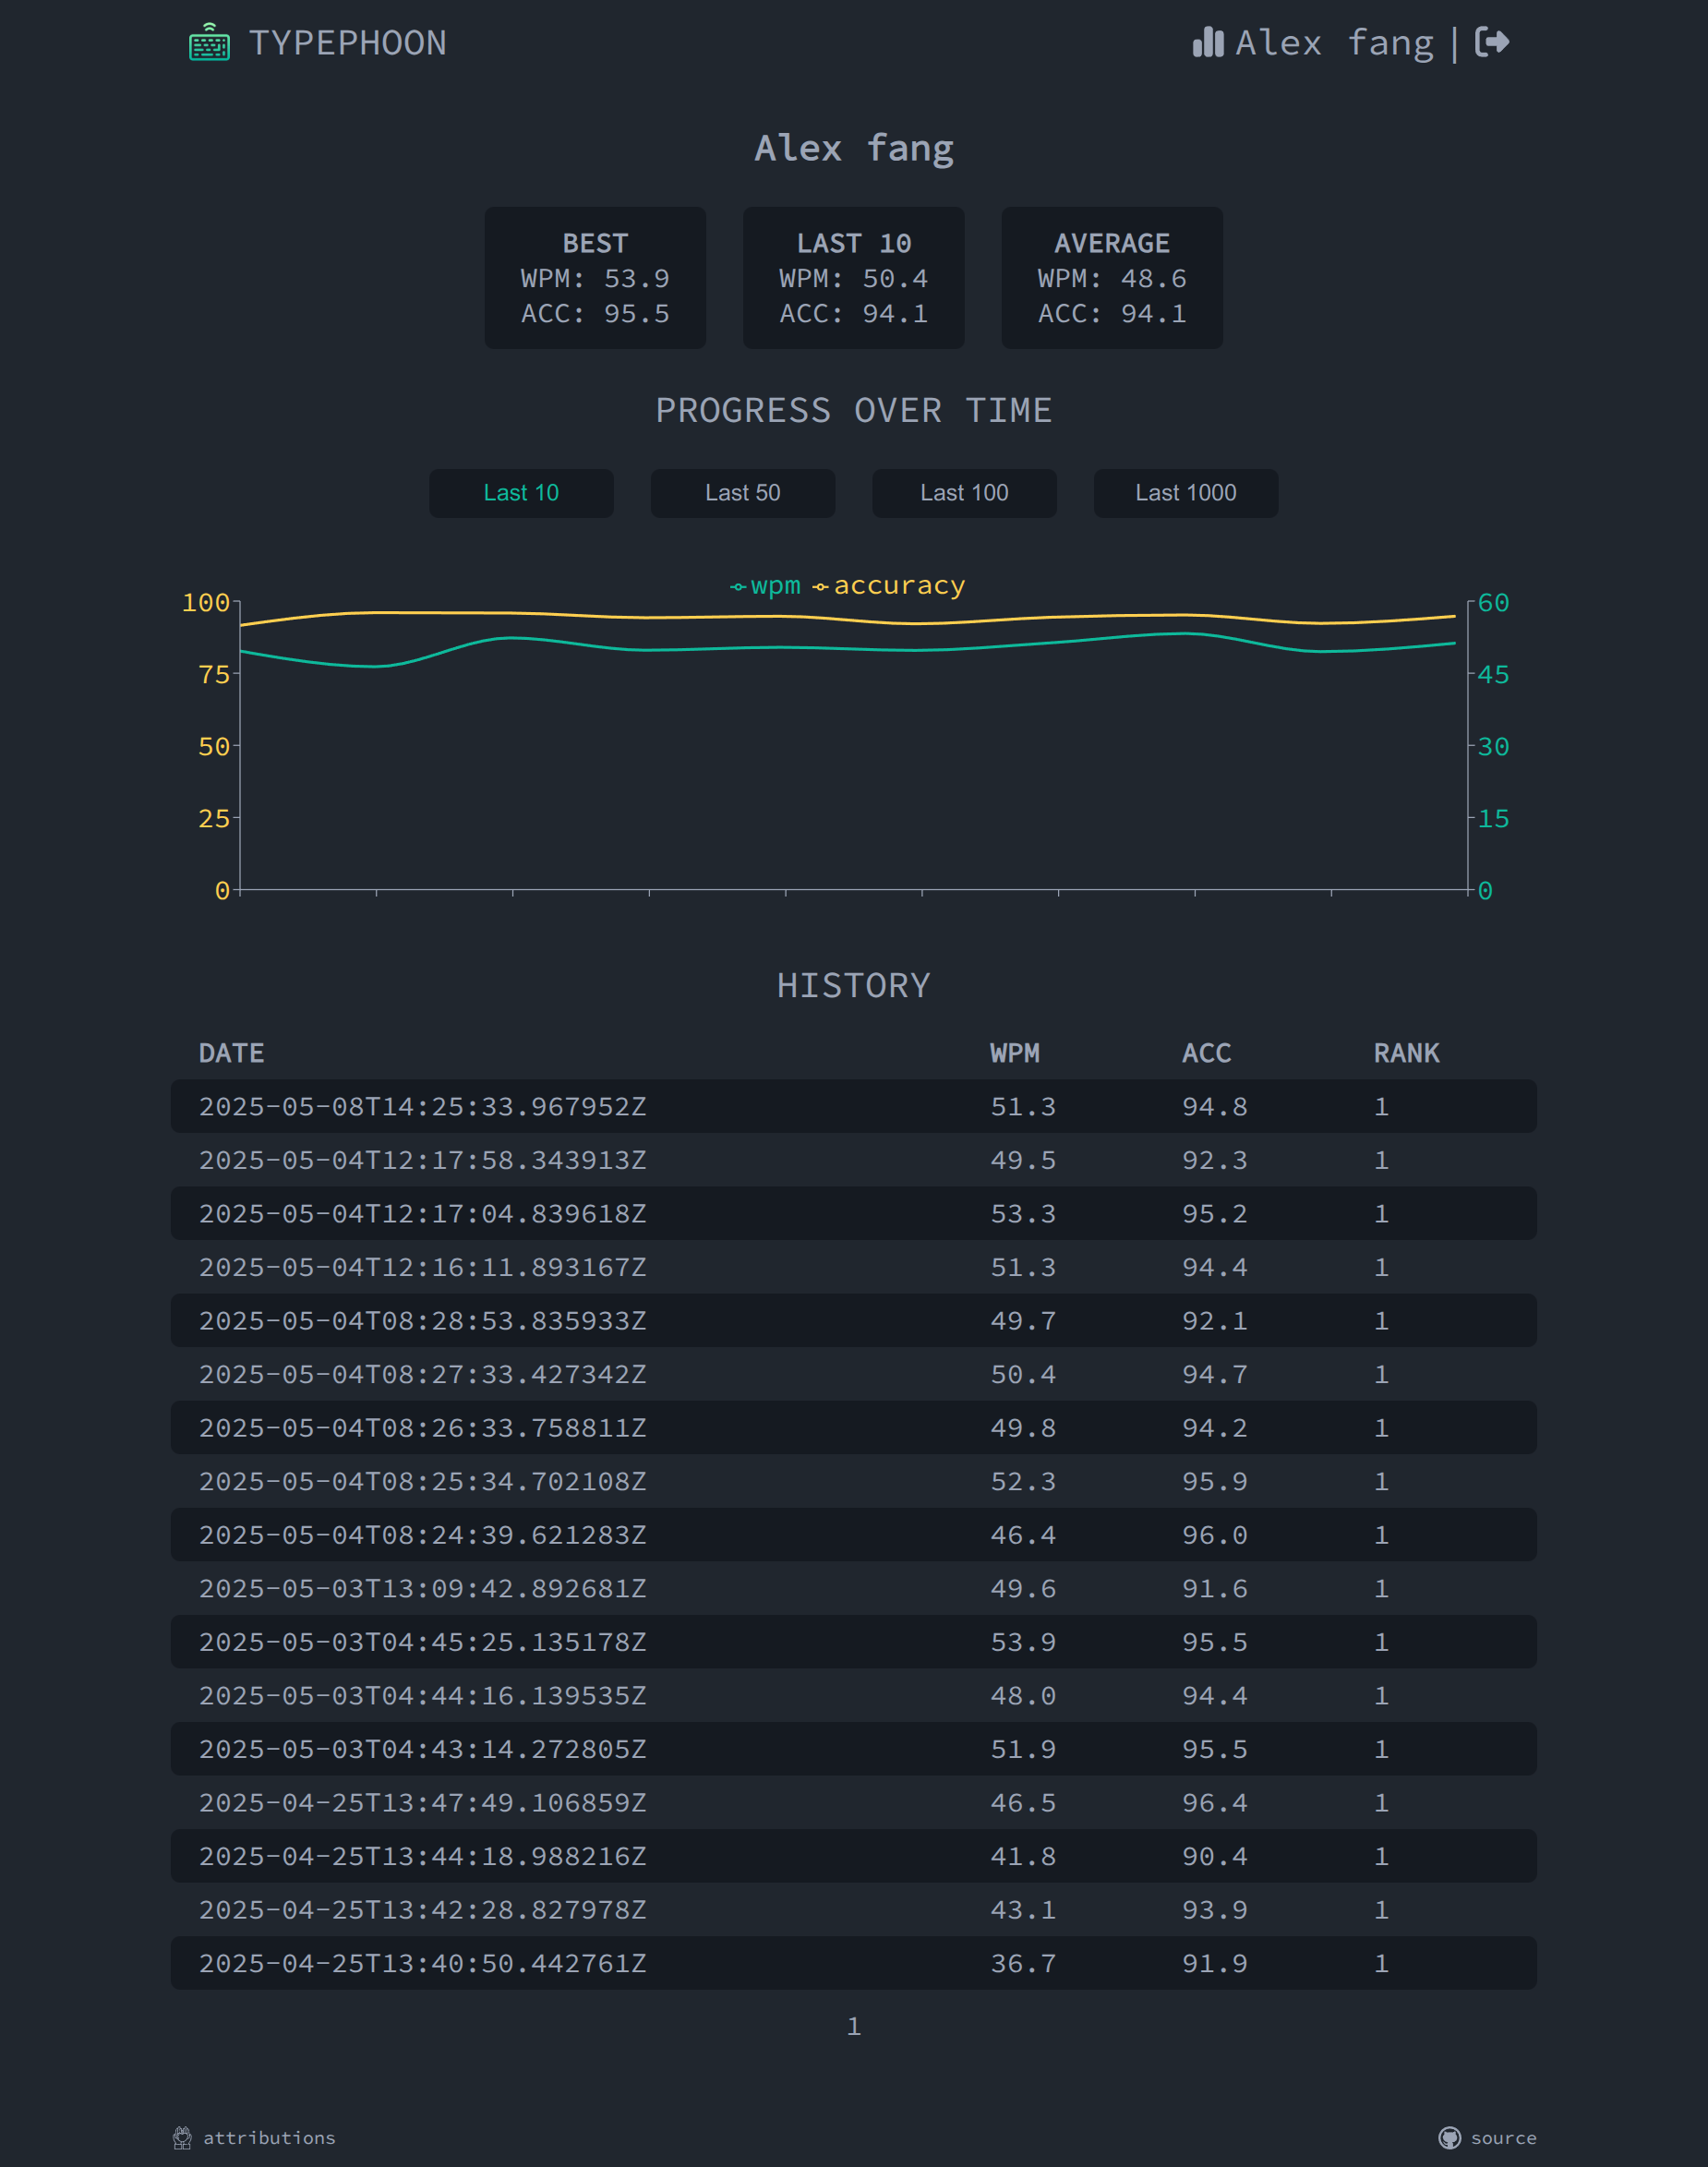 TYPEPHOON
Alex fang |
Alex fang
BEST
WPM: 53.9
ACC: 95.5
LAST 10
WPM: 50.4
ACC: 94.1
AVERAGE
WPM: 48.6
ACC: 94.1
PROGRESS OVER TIME
Last 10 Last 50 Last 100 Last 1000
wpm accuracy
100 60
75 45
50 30
25 15
0 0
HISTORY
DATE WPM ACC RANK
2025-05-08T14:25:33.967952Z 51.3 94.8 1
2025-05-04T12:17:58.343913Z 49.5 92.3 1
2025-05-04T12:17:04.839618Z 53.3 95.2 1
2025-05-04T12:16:11.893167Z 51.3 94.4 1
2025-05-04T08:28:53.835933Z 49.7 92.1 1
2025-05-04T08:27:33.427342Z 50.4 94.7 1
2025-05-04T08:26:33.758811Z 49.8 94.2 1
2025-05-04T08:25:34.702108Z 52.3 95.9 1
2025-05-04T08:24:39.621283Z 46.4 96.0 1
2025-05-03T13:09:42.892681Z 49.6 91.6 1
2025-05-03T04:45:25.135178Z 53.9 95.5 1
2025-05-03T04:44:16.139535Z 48.0 94.4 1
2025-05-03T04:43:14.272805Z 51.9 95.5 1
2025-04-25T13:47:49.106859Z 46.5 96.4 1
2025-04-25T13:44:18.988216Z 41.8 90.4 1
2025-04-25T13:42:28.827978Z 43.1 93.9 1
2025-04-25T13:40:50.442761Z 36.7 91.9 1
1
attributions source